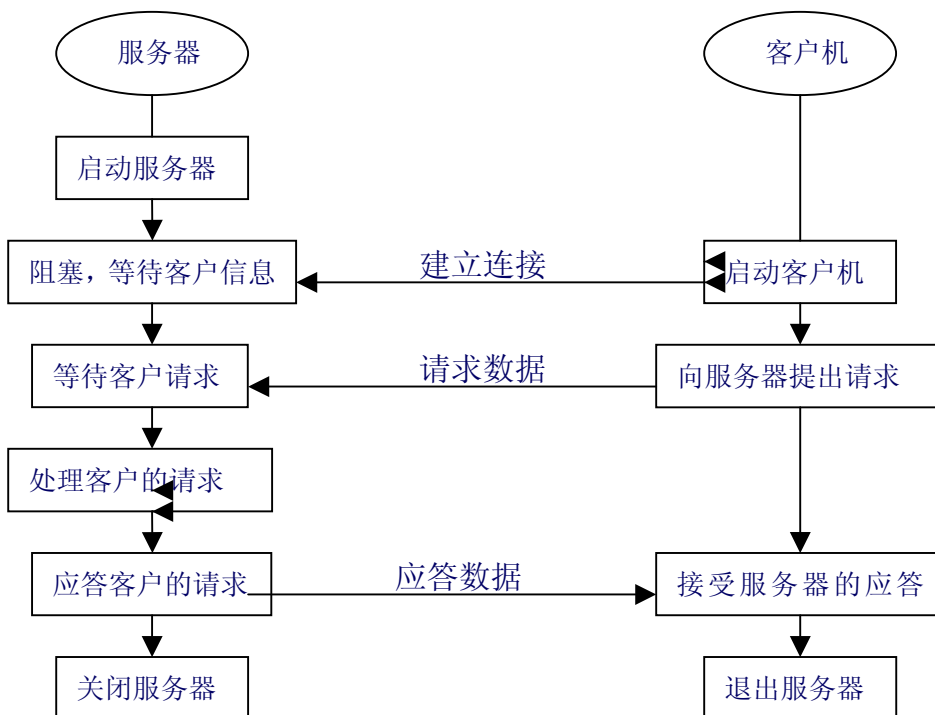 服务器
客户机
启动服务器
阻塞，等待客户信息
建立连接
启动客户机
等待客户请求
请求数据
向服务器提出请求
处理客户的请求
应答客户的请求
应答数据
接受服务器的应答
关闭服务器
退出服务器